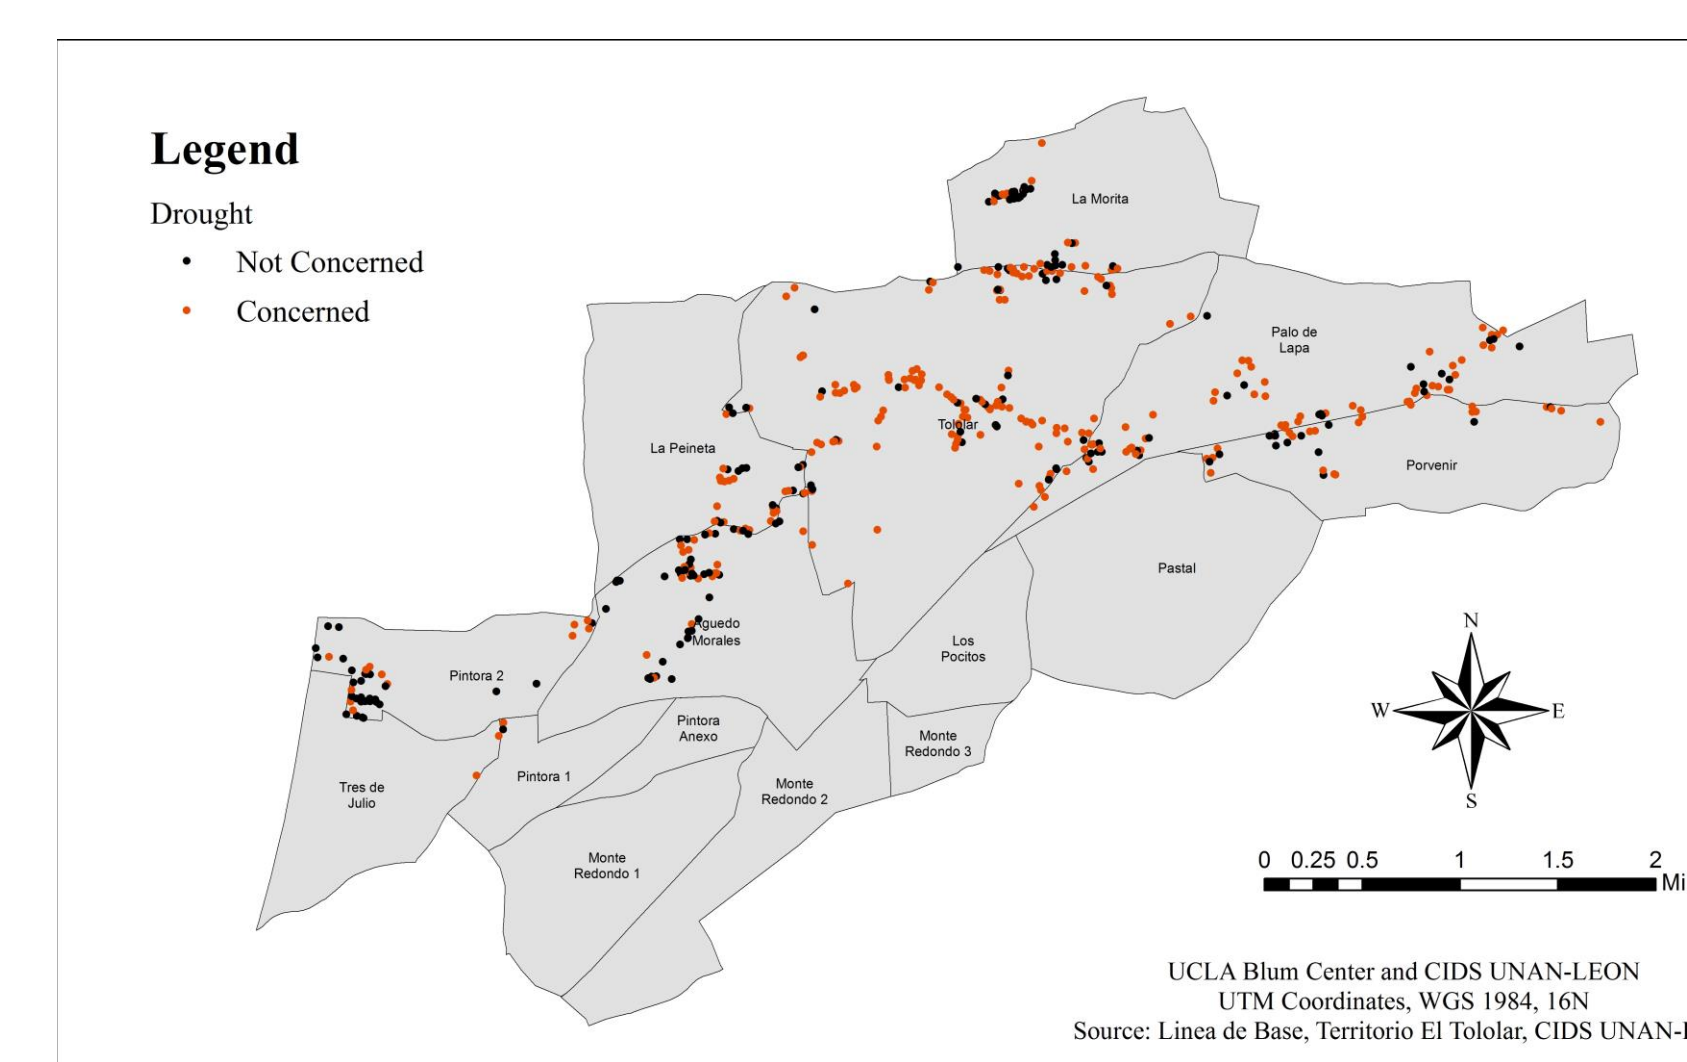 Legend
Drought
Not Concerned
Concerned
La Morita
Palo de
Lapa
Tololar
La Peineta
Porvenir
Pastal
Aguedo
Morales
Los
Pocitos
Pintora 2
Pintora
Anexo
Monte
Redondo 3
Pintora 1
Tres de
Julio
Monte
Redondo 2
Monte
Redondo 1
N
W
E
S
0 0.25 0.5 1 1.5 2
Mi
UCLA Blum Center and CIDS UNAN-LEON
UTM Coordinates, WGS 1984, 16N
Source: Linea de Base, Territorio El Tololar, CIDS UNAN-